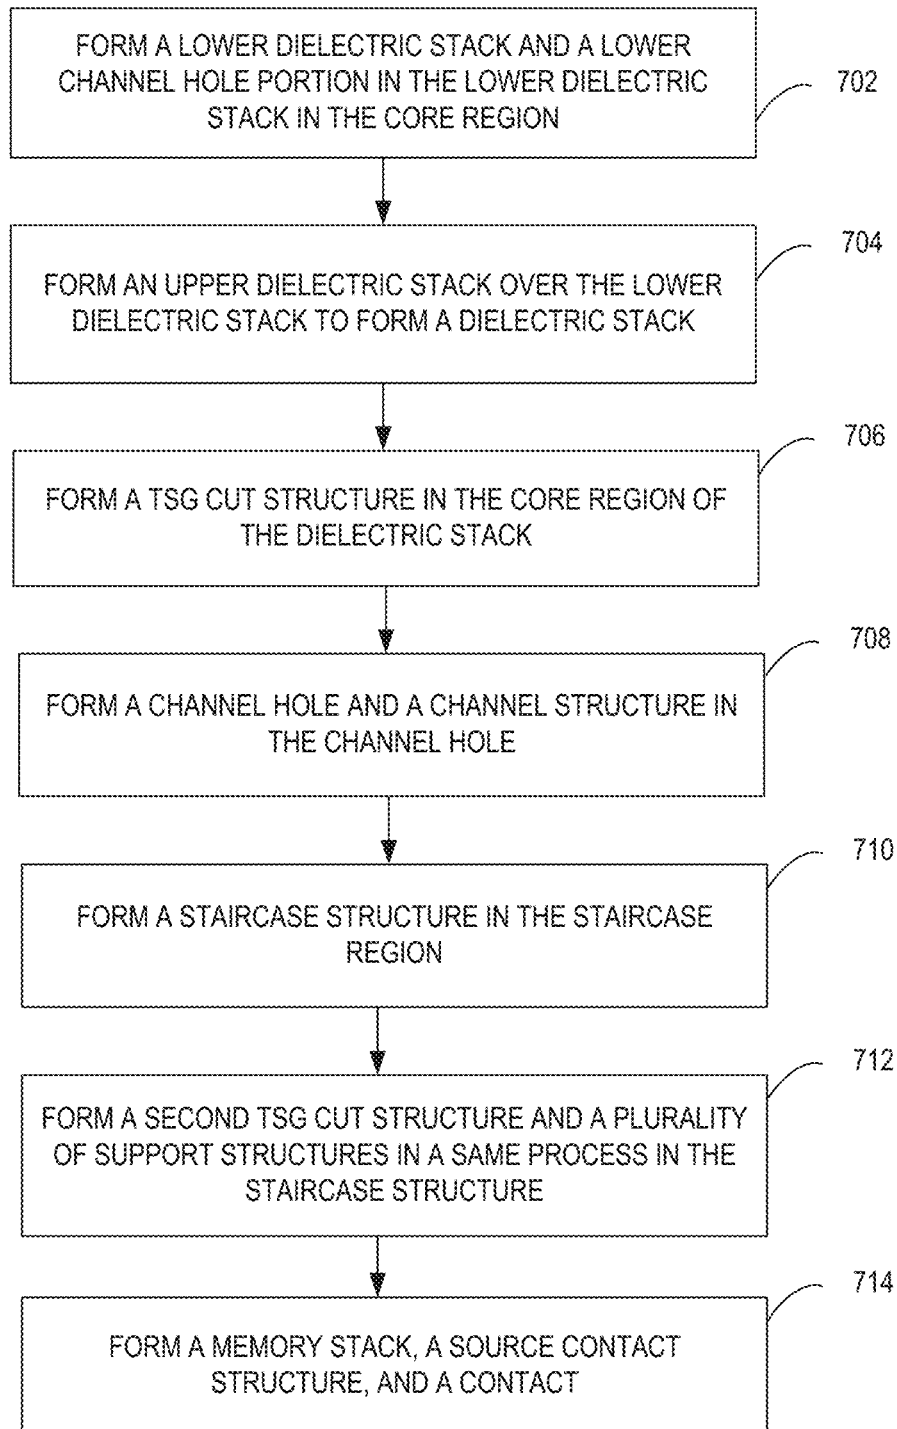 FORM A LOWER DIELECTRIC STACK AND A LOWER
CHANNEL HOLE PORTION IN THE LOWER DIELECTRIC
STACK IN THE CORE REGION
702
FORM AN UPPER DIELECTRIC STACK OVER THE LOWER
DIELECTRIC STACK TO FORM A DIELECTRIC STACK
704
FORM A TSG CUT STRUCTURE IN THE CORE REGION OF
THE DIELECTRIC STACK
706
FORM A CHANNEL HOLE AND A CHANNEL STRUCTURE IN
THE CHANNEL HOLE
708
FORM A STAIRCASE STRUCTURE IN THE STAIRCASE
REGION
710
FORM A SECOND TSG CUT STRUCTURE AND A PLURALITY
OF SUPPORT STRUCTURES IN A SAME PROCESS IN THE
STAIRCASE STRUCTURE
712
FORM A MEMORY STACK, A SOURCE CONTACT
STRUCTURE, AND A CONTACT
714